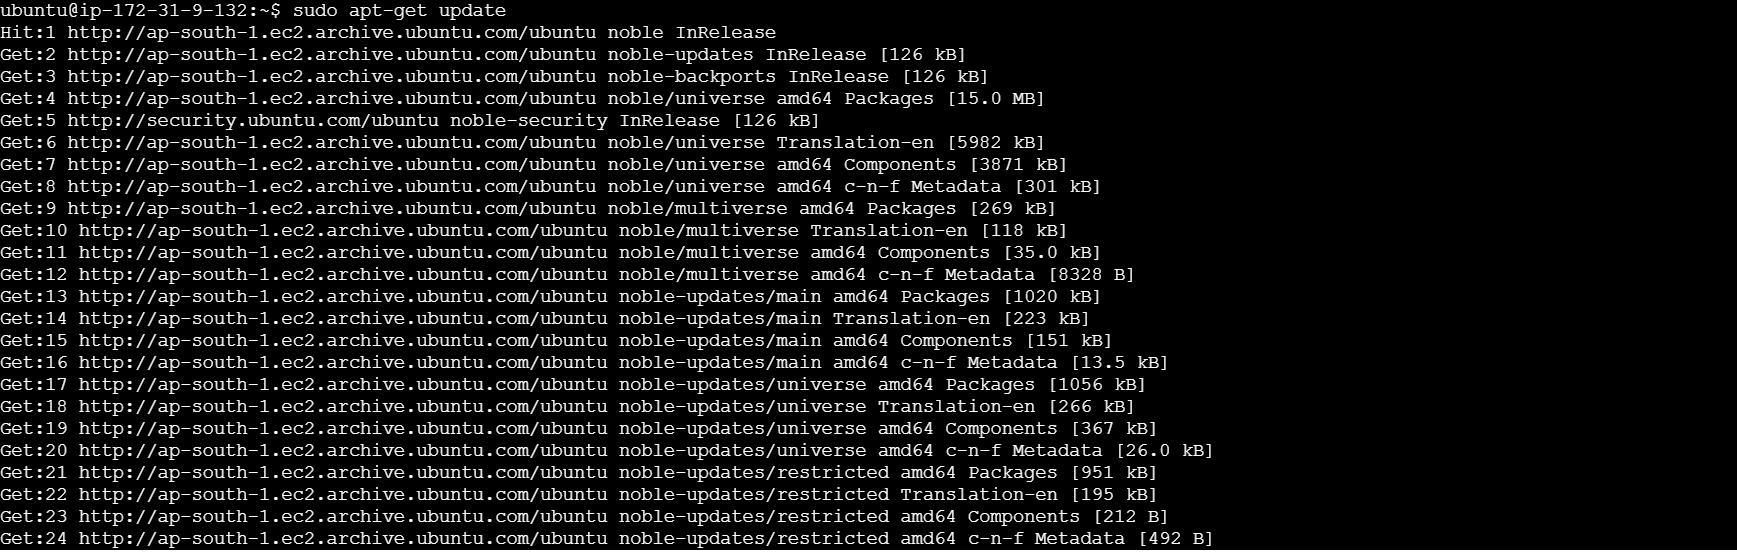 ubuntu@ip-172-31-9-132:~$ sudo apt-get update
Hit:1 http://ap-south-1.ec2.archive.ubuntu.com/ubuntu noble InRelease
Get:2 http://ap-south-1.ec2.archive.ubuntu.com/ubuntu noble-updates InRelease [126 kB]
Get:3 http://ap-south-1.ec2.archive.ubuntu.com/ubuntu noble-backports InRelease [126 kB]
Get:4 http://ap-south-1.ec2.archive.ubuntu.com/ubuntu noble/universe amd64 Packages [15.0 MB]
Get:5 http://security.ubuntu.com/ubuntu noble-security InRelease [126 kB]
Get:6 http://ap-south-1.ec2.archive.ubuntu.com/ubuntu noble/universe Translation-en [5982 kB]
Get:7 http://ap-south-1.ec2.archive.ubuntu.com/ubuntu noble/universe amd64 Components [3871 kB]
Get:8 http://ap-south-1.ec2.archive.ubuntu.com/ubuntu noble/universe amd64 c-n-f Metadata [301 kB]
Get:9 http://ap-south-1.ec2.archive.ubuntu.com/ubuntu noble/multiverse amd64 Packages [269 kB]
Get:10 http://ap-south-1.ec2.archive.ubuntu.com/ubuntu noble/multiverse Translation-en [118 kB]
Get:11 http://ap-south-1.ec2.archive.ubuntu.com/ubuntu noble/multiverse amd64 Components [35.0 kB]
Get:12 http://ap-south-1.ec2.archive.ubuntu.com/ubuntu noble/multiverse amd64 c-n-f Metadata [8328 B]
Get:13 http://ap-south-1.ec2.archive.ubuntu.com/ubuntu noble-updates/main amd64 Packages [1020 kB]
Get:14 http://ap-south-1.ec2.archive.ubuntu.com/ubuntu noble-updates/main Translation-en [223 kB]
Get:15 http://ap-south-1.ec2.archive.ubuntu.com/ubuntu noble-updates/main amd64 Components [151 kB]
Get:16 http://ap-south-1.ec2.archive.ubuntu.com/ubuntu noble-updates/main amd64 c-n-f Metadata [13.5 kB]
Get:17 http://ap-south-1.ec2.archive.ubuntu.com/ubuntu noble-updates/universe amd64 Packages [1056 kB]
Get:18 http://ap-south-1.ec2.archive.ubuntu.com/ubuntu noble-updates/universe Translation-en [266 kB]
Get:19 http://ap-south-1.ec2.archive.ubuntu.com/ubuntu noble-updates/universe amd64 Components [367 kB]
Get:20 http://ap-south-1.ec2.archive.ubuntu.com/ubuntu noble-updates/universe amd64 c-n-f Metadata [26.0 kB]
Get:21 http://ap-south-1.ec2.archive.ubuntu.com/ubuntu noble-updates/restricted amd64 Packages [951 kB]
Get:22 http://ap-south-1.ec2.archive.ubuntu.com/ubuntu noble-updates/restricted Translation-en [195 kB]
Get:23 http://ap-south-1.ec2.archive.ubuntu.com/ubuntu noble-updates/restricted amd64 Components [212 B]
Get:24 http://ap-south-1.ec2.archive.ubuntu.com/ubuntu noble-updates/restricted amd64 c-n-f Metadata [492 B]